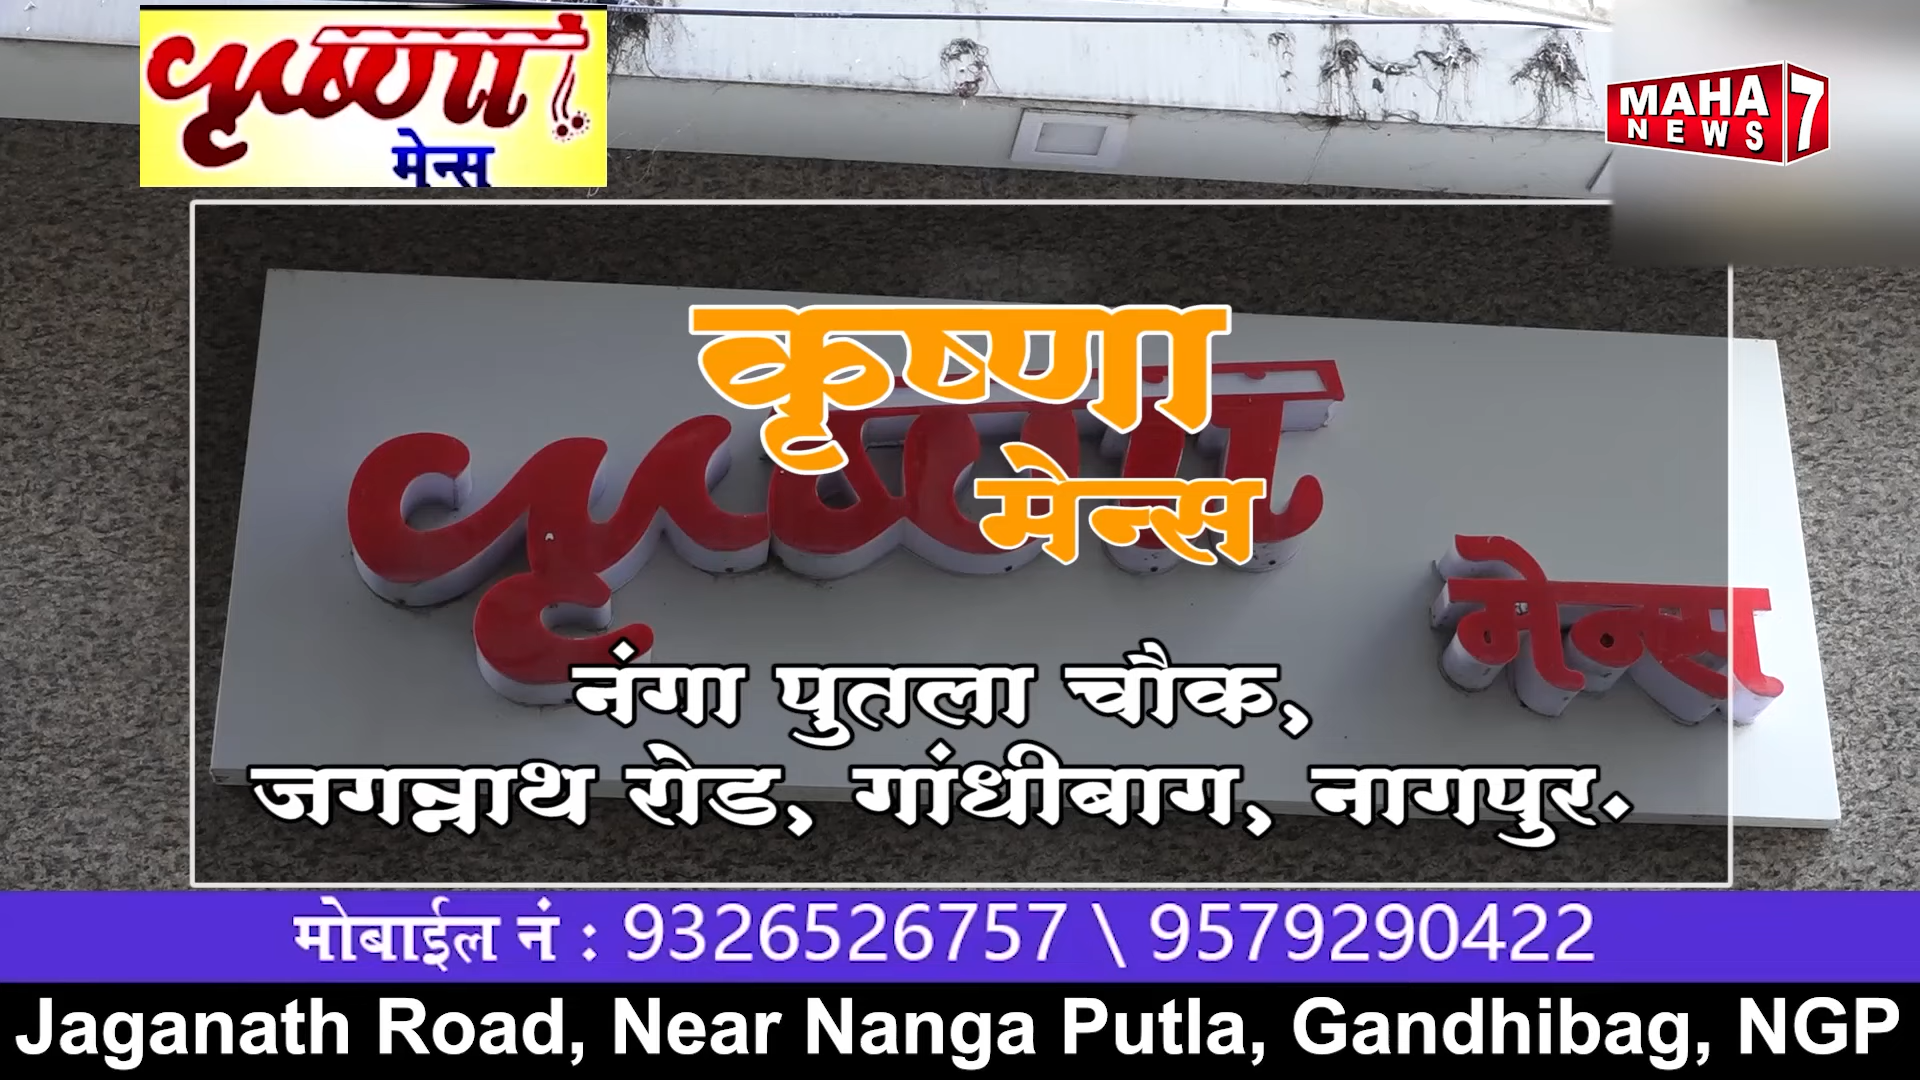 कृष्णा
मेन्स
MAHA
NEWS
7
कृष्णा
मेन्स
कृष्णा
मेन्स
नंगा पुतला चौक,
जगन्नाथ रोड, गांधीबाग, नागपुर.
मोबाईल नं : 9326526757 \ 9579290422
Jaganath Road, Near Nanga Putla, Gandhibag, NGP